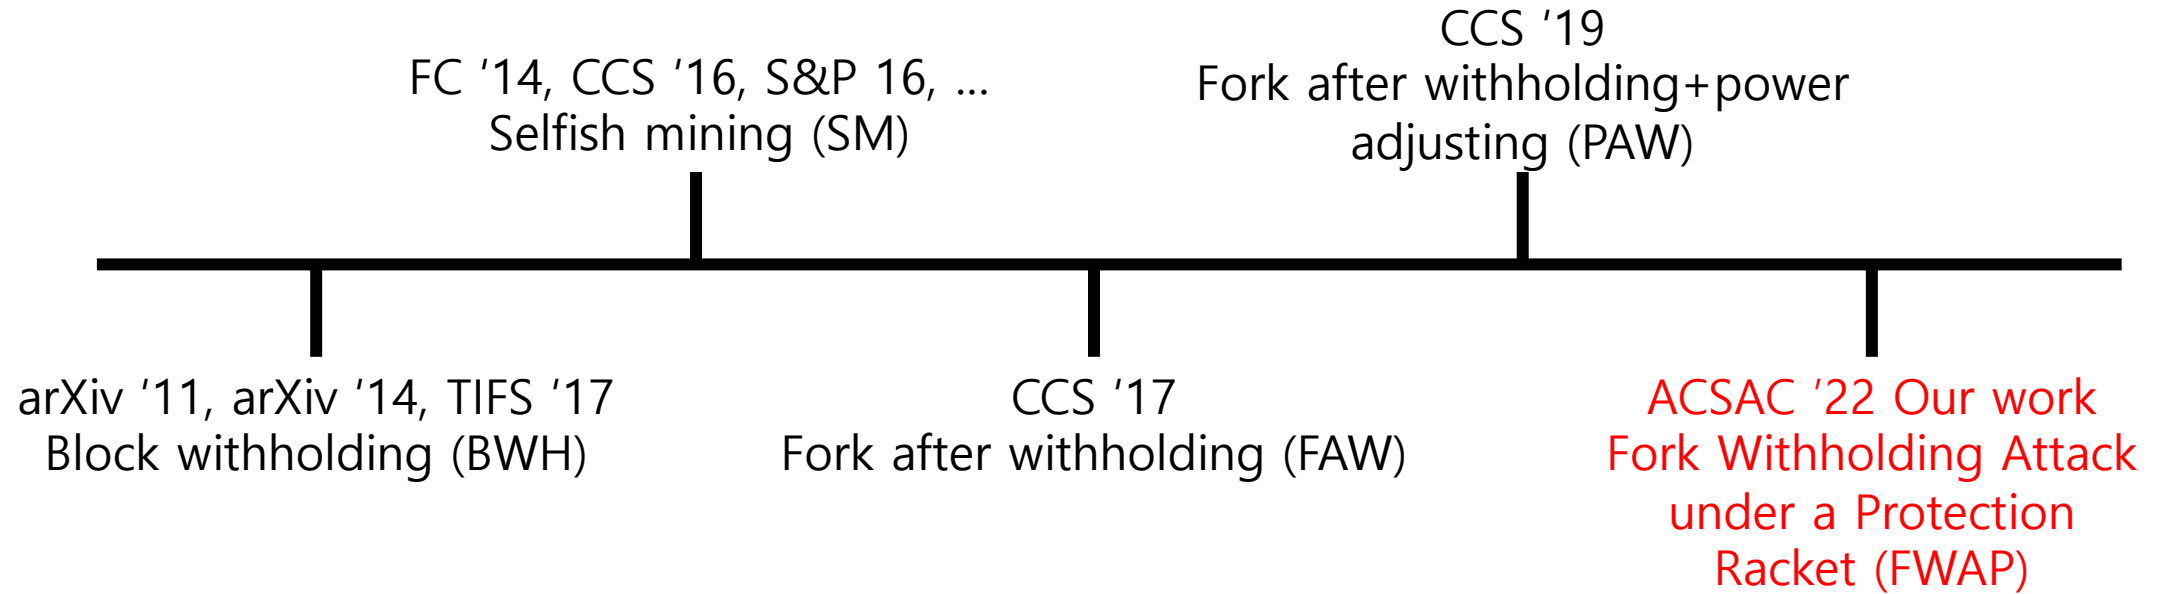 FC ‘14, CCS ‘16, S&P 16, ...
Selfish mining (SM)
CCS ‘19
Fork after withholding+power
adjusting (PAW)
arXiv ‘11, arXiv ‘14, TIFS ‘17
Block withholding (BWH)
CCS ‘17
Fork after withholding (FAW)
ACSAC ‘22 Our work
Fork Withholding Attack
under a Protection
Racket (FWAP)